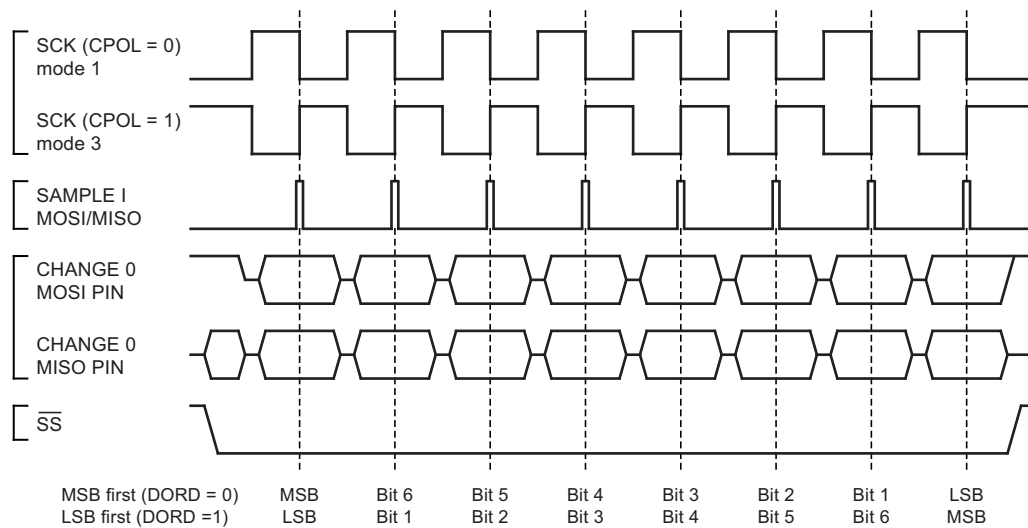 SCK (CPOL = 0)
mode 1
SCK (CPOL = 1)
mode 3
SAMPLE I
MOSI/MISO
CHANGE 0
MOSI PIN
CHANGE 0
MISO PIN
SS
MSB first (DORD = 0) MSB Bit 6 Bit 5 Bit 4 Bit 3 Bit 2 Bit 1 LSB
LSB first (DORD =1) LSB Bit 1 Bit 2 Bit 3 Bit 4 Bit 5 Bit 6 MSB